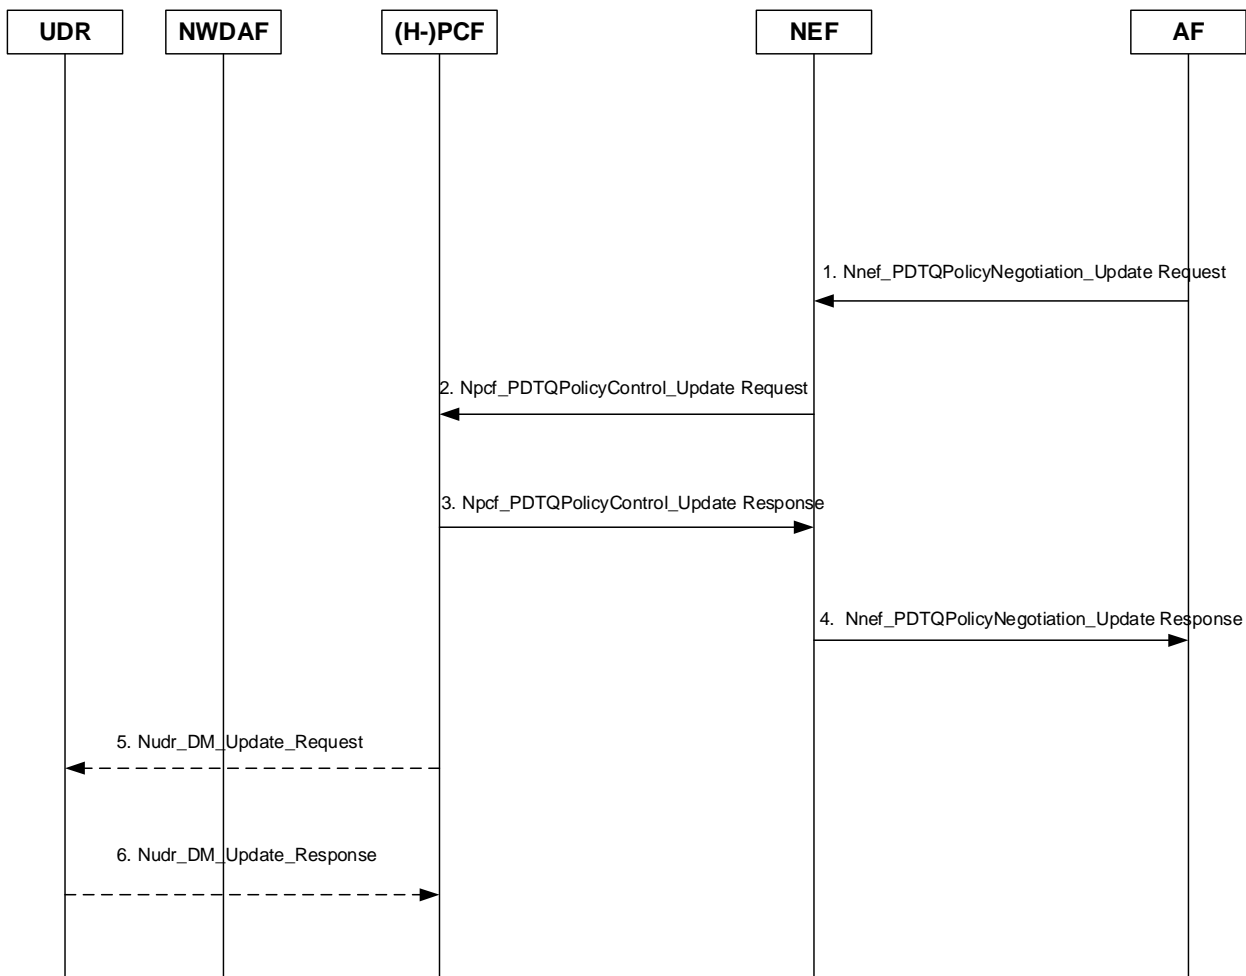 UDR
NWDAF
(H-)PCF
NEF
AF
1. Nnef_PDTQPolicyNegotiation_Update Request
2. Npcf_PDTQPolicyControl_Update Request
3. Npcf_PDTQPolicyControl_Update Response
4. Nnef_PDTQPolicyNegotiation_Update Response
5. Nudr_DM_Update_Request
6. Nudr_DM_Update_Response